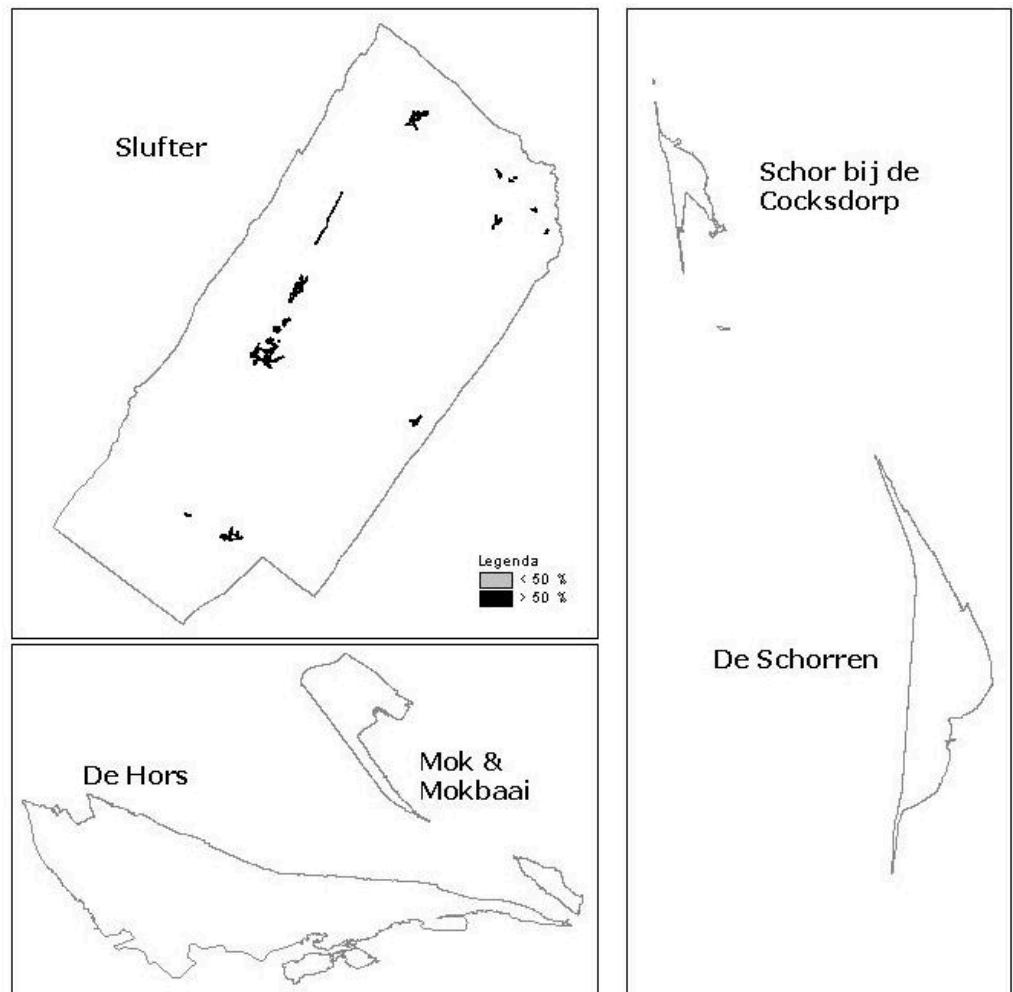 Slufter
Legenda
< 50 %
> 50 %
De Hors
Mok &
Mokbaai
Schor bij de
Cocksdorp
De Schorren